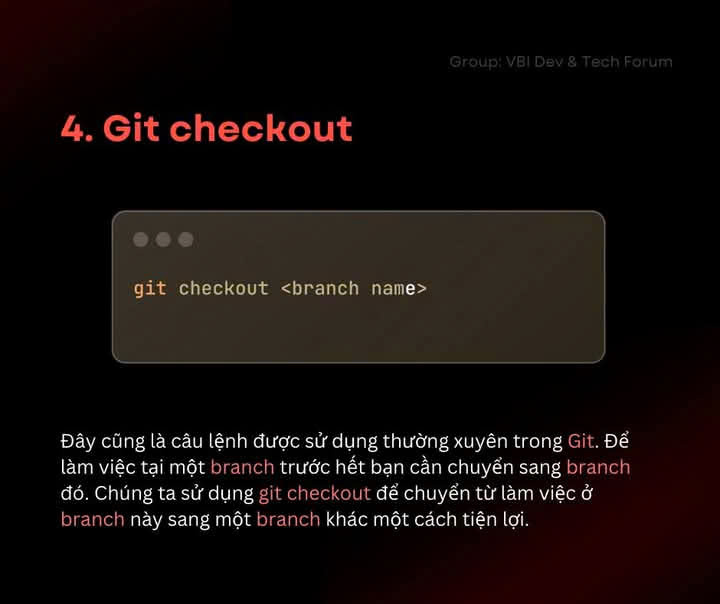 Group: VBI Dev & Tech Forum
4. Git checkout
git checkout <branch name>
Đây cũng là câu lệnh được sử dụng thường xuyên trong Git. Để
làm việc tại một branch trước hết bạn cần chuyển sang branch
đó. Chúng ta sử dụng git checkout để chuyển từ làm việc ở
branch này sang một branch khác một cách tiện lợi.